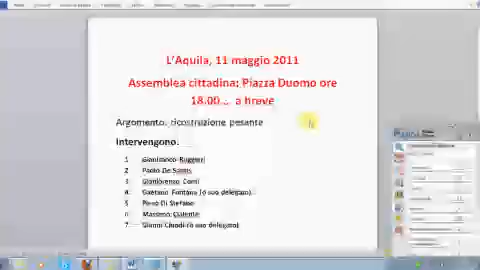 L'Aquila, 11 maggio 2011
Assemblea cittadina: Piazza Duomo ore
18.00... a breve
Argomento: ricostruzione pesante
Intervengono:
1 Gianfranco Ruggeri
2 Paolo De Santis
3 Gianlorenzo Conti
4 Gaetano Fontana (o suo delegato)
5 Piero Di Stefano
6 Massimo Cialente
7 Gianni Chiodi (o suo delegato)